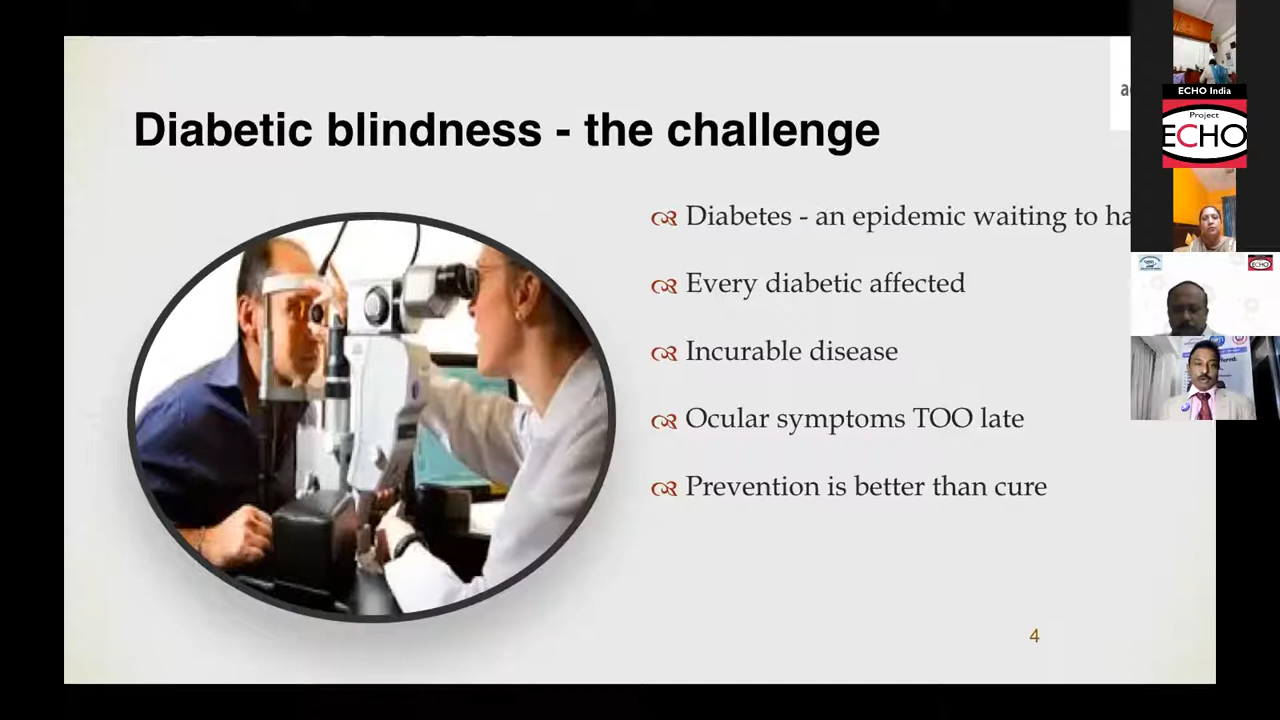 Diabetic blindness - the challenge
Diabetes - an epidemic waiting to ha
Every diabetic affected
Incurable disease
Ocular symptoms TOO late
Prevention is better than cure
4
ECHO India
Project
ECHO